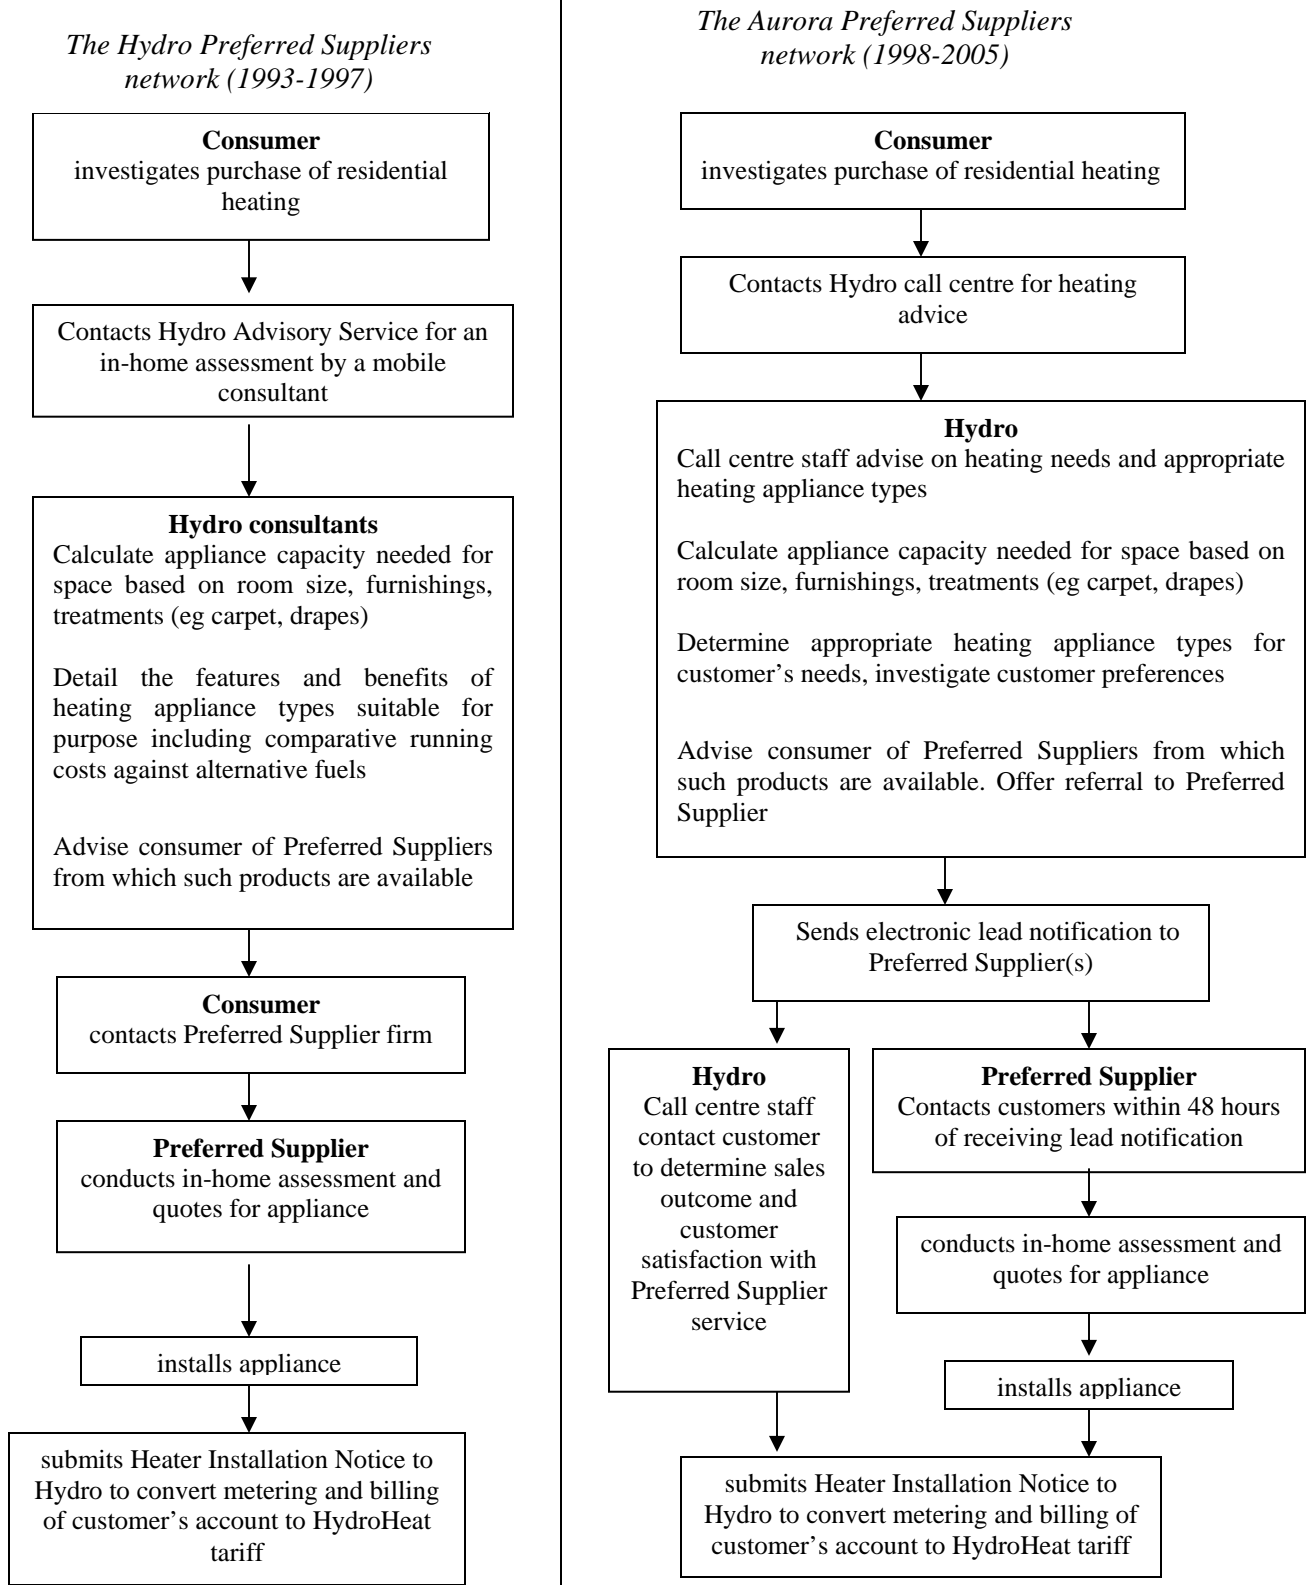 The Hydro Preferred Suppliers
network (1993-1997)
Consumer
investigates purchase of residential
heating
Contacts Hydro Advisory Service for an
in-home assessment by a mobile
consultant
Hydro consultants
Calculate appliance capacity needed for
space based on room size, furnishings,
treatments (eg carpet, drapes)
Detail the features and benefits of
heating appliance types suitable for
purpose including comparative running
costs against alternative fuels
Advise consumer of Preferred Suppliers
from which such products are available
Consumer
contacts Preferred Supplier firm
Preferred Supplier
conducts in-home assessment and
quotes for appliance
installs appliance
submits Heater Installation Notice to
Hydro to convert metering and billing
of customer’s account to HydroHeat
tariff
The Aurora Preferred Suppliers
network (1998-2005)
Consumer
investigates purchase of residential heating
Contacts Hydro call centre for heating
advice
Hydro
Call centre staff advise on heating needs and appropriate
heating appliance types
Calculate appliance capacity needed for space based on
room size, furnishings, treatments (eg carpet, drapes)
Determine appropriate heating appliance types for
customer’s needs, investigate customer preferences
Advise consumer of Preferred Suppliers from which
such products are available. Offer referral to Preferred
Supplier
Sends electronic lead notification to
Preferred Supplier(s)
Hydro
Call centre staff
contact customer
to determine sales
outcome and
customer
satisfaction with
Preferred Supplier
service
Preferred Supplier
Contacts customers within 48 hours
of receiving lead notification
conducts in-home assessment and
quotes for appliance
installs appliance
submits Heater Installation Notice to
Hydro to convert metering and billing of
customer’s account to HydroHeat tariff